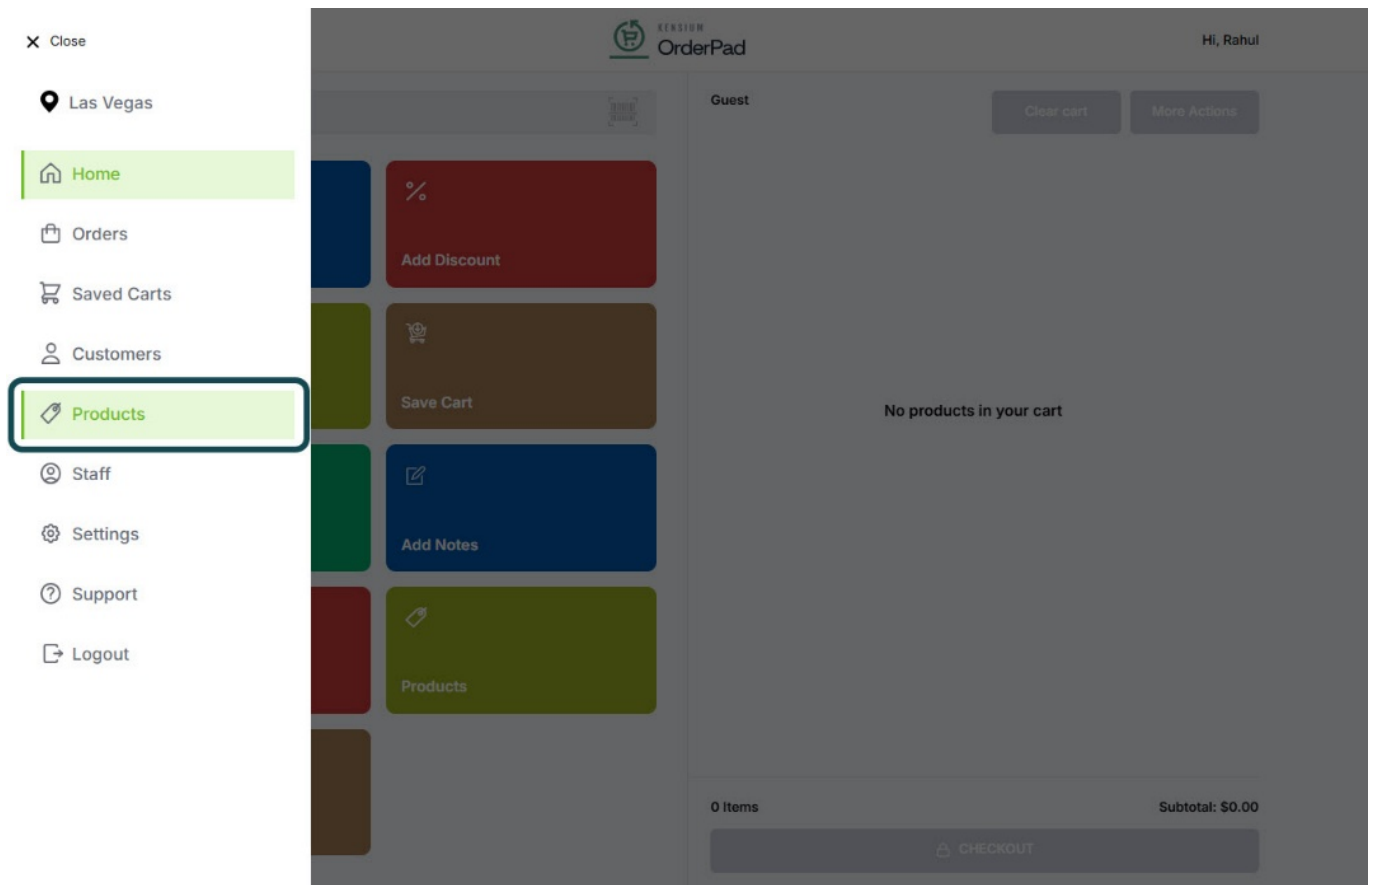 Close
Las Vegas
Home
Orders
Saved Carts
Customers
Products
Staff
Settings
Support
Logout
KENSIUM
OrderPad
Hi, Rahul
Add Discount
Save Cart
Add Notes
Products
Guest
Clear cart
More Actions
No products in your cart
0 Items
Subtotal: $0.00
CHECKOUT